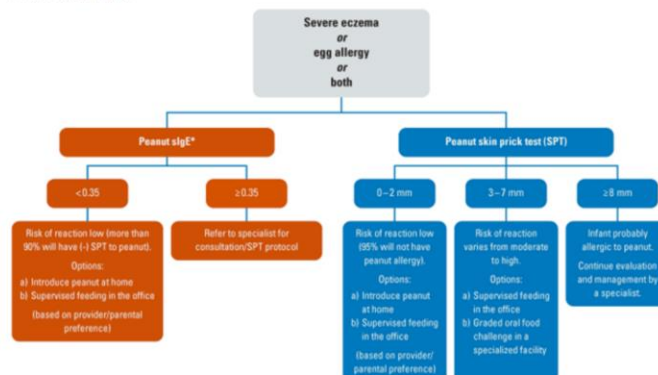 Severe eczema
or
egg allergy
or
both
Peanut sIgE*
<0.35
Risk of reaction low (more than
90% will have (-) SPT to peanut).
Options:
a) Introduce peanut at home
b) Supervised feeding in the office
(based on provider/parental
preference)
≥0.35
Refer to specialist for
consultation/SPT protocol
Peanut skin prick test (SPT)
0–2 mm
Risk of reaction low
(95% will not have
peanut allergy).
Options:
a) Introduce peanut
at home
b) Supervised feeding
in the office
(based on provider/
parental preference)
3–7 mm
Risk of reaction
varies from moderate
to high.
Options:
a) Supervised feeding
in the office
b) Graded oral food
challenge in a
specialized facility
≥8 mm
Infant probably
allergic to peanut.
Continue evaluation
and management by
a specialist.